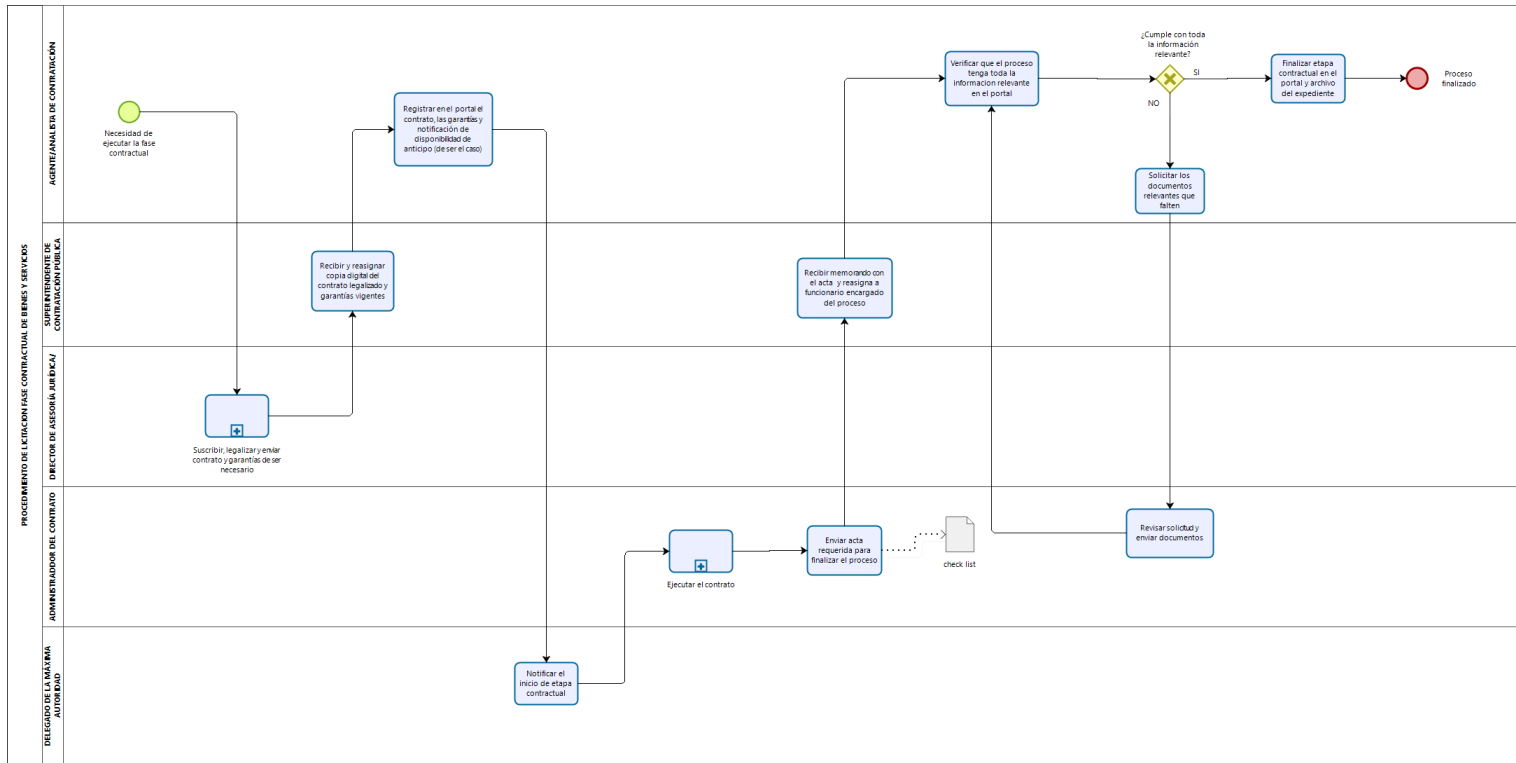 PROCEDIMIENTO DE LICITACION FASE CONTRACTUAL DE BIENES Y SERVICIOS
AGENTE/ANALISTA DE CONTRATACIÓN
Necesidad de
ejecutar la fase
contractual
Registrar en el portal el
contrato, las garantías y
notificación de
disponibilidad de
anticipo (de ser el caso)
Verificar que el proceso
tenga toda la
informacion relevante
en el portal
¿Cumple con toda
la información
relevante?
SI
NO
Finalizar etapa
contractual en el
portal y archivo
del expediente
Proceso
finalizado
Solicitar los
documentos
relevantes que
falten
SUPERINTENDENTE DE
CONTRATACIÓN PÚBLICA
Recibir y reasignar
copia digital del
contrato legalizado y
garantías vigentes
Recibir memorando con
el acta y reasigna a
funcionario encargado
del proceso
DIRECTOR DE ASESORÍA JURÍDICA/
Suscribir, legalizar y enviar
contrato y garantías de ser
necesario
ADMINISTRADDOR DEL CONTRATO
Ejecutar el contrato
Enviar acta
requerida para
finalizar el proceso
check list
Revisar solicitud y
enviar documentos
DELEGADO DE LA MÁXIMA
AUTORIDAD
Notificar el
inicio de etapa
contractual